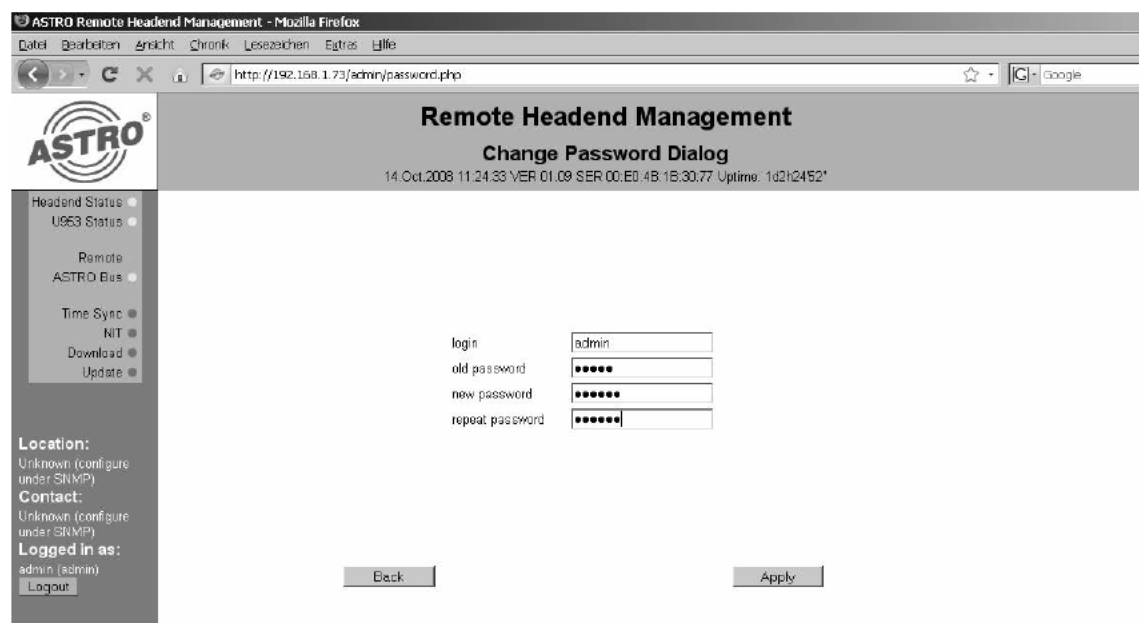 ASTRO Remote Headend Management - Mozilla Firefox
Datei Bearbeiten Ansicht Chronik Lesezeichen Extras Hilfe
http://192.168.1.73/admin/password.php
G Google
ASTRO®
Remote Headend Management
Change Password Dialog
14.Oct.2008 11:24:33 VER 01.09 SER 00:E0:4B:1B:30:77 Uptime: 1d2h24'52"
Headend Status
U953 Status
Remote
ASTRO Bus
Time Sync
NIT
Download
Update
login admin
old password •••••
new password ••••••
repeat password ••••••
Location:
Unknown (configure
under SNMP)
Contact:
Unknown (configure
under SNMP)
Logged in as:
admin (admin)
Logout
Back
Apply